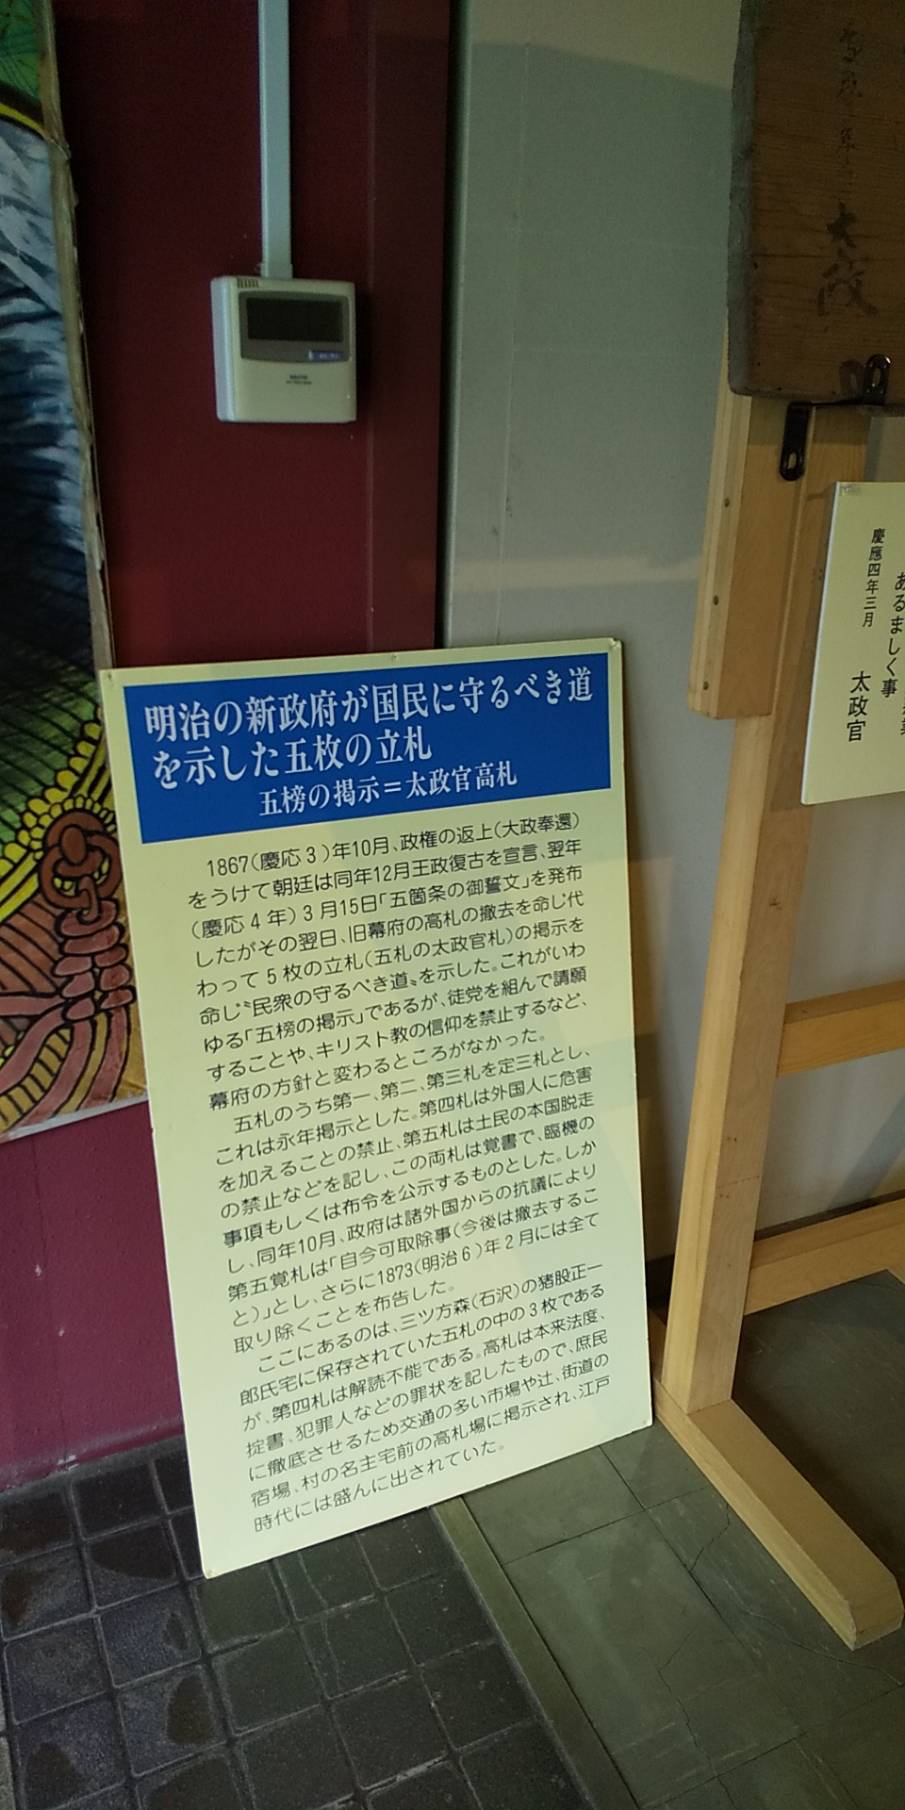 明治の新政府が国民に守るべき道
を示した五枚の立札
五榜の掲示＝太政官高札
1867(慶応3)年10月、政権の返上(大政奉還)
をうけて朝廷は同年12月王政復古を宣言、翌年
(慶応4年)3月15日「五箇条の御誓文」を発布
したがその翌日、旧幕府の高札の撤去を命じ代
わって5枚の立札(五札の太政官札)の掲示を
命じ〝民衆の守るべき道〟を示した。これがいわ
ゆる「五榜の掲示」であるが、徒党を組んで請願
することや、キリスト教の信仰を禁止するなど、
幕府の方針と変わるところがなかった。
五札のうち第一、第二、第三札を定三札とし、
これは永年掲示とした。第四札は外国人に危害
を加えることの禁止、第五札は士民の本国脱走
の禁止などを記し、この両札は覚書で、臨機の
事項もしくは布令を公示するものとした。しか
し、同年10月、政府は諸外国からの抗議により
第五覚札は「自今可取除事(今後は撤去するこ
と)」とし、さらに1873(明治6)年2月には全て
取り除くことを布告した。
ここにあるのは、三ツ方森(石沢)の猪股正一
郎氏宅に保存されていた五札の中の3枚である
が、第四札は解読不能である。高札は本来法度、
掟書、犯罪人などの罪状を記したもので、庶民
に徹底させるため交通の多い市場や辻、街道の
宿場、村の名主宅前の高札場に掲示され、江戸
時代には盛んに出されていた。
太政
あるましく事
慶應四年三月
太政官